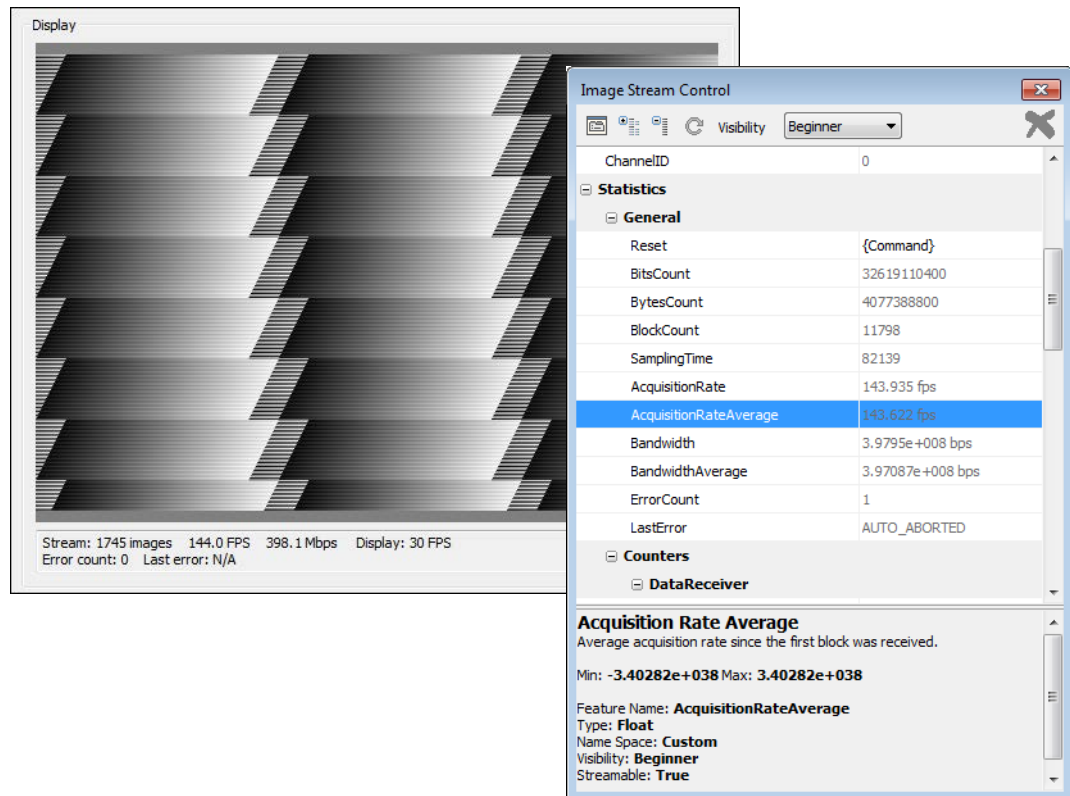 Display
Stream: 1745 images 144.0 FPS 398.1 Mbps Display: 30 FPS
Error count: 0 Last error: N/A
Image Stream Control
Visibility Beginner
ChannelID 0
Statistics
General
Reset {Command}
BitsCount 32619110400
BytesCount 4077388800
BlockCount 11798
SamplingTime 82139
AcquisitionRate 143.935 fps
AcquisitionRateAverage 143.622 fps
Bandwidth 3.9795e+008 bps
BandwidthAverage 3.97087e+008 bps
ErrorCount 1
LastError AUTO_ABORTED
Counters
DataReceiver
Acquisition Rate Average
Average acquisition rate since the first block was received.
Min: -3.40282e+038 Max: 3.40282e+038
Feature Name: AcquisitionRateAverage
Type: Float
Name Space: Custom
Visibility: Beginner
Streamable: True